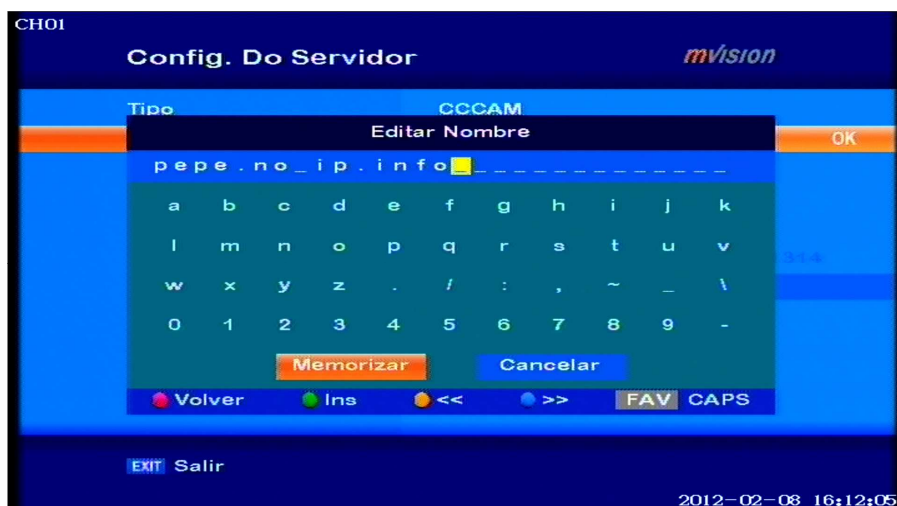 CH01
Config. Do Servidor mvision
Tipo CCCAM
Editar Nombre
OK
pepe.no_ip.info_ _ _ _ _ _ _ _ _ _ _ _ _
a b c d e f g h i j k
l m n o p q r s t u v
w x y z . / : , ~ _ \
0 1 2 3 4 5 6 7 8 9 -
Memorizar Cancelar
Volver Ins << >> FAV CAPS
EXIT Salir
2012-02-08 16:12:05